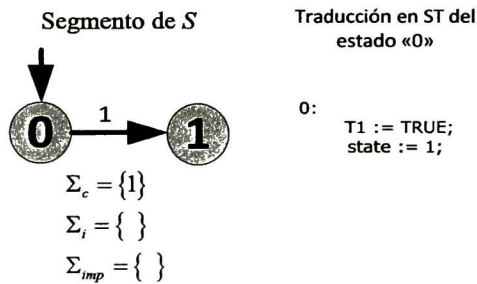 Segmento de S
0
1
1
Σc = {1}
Σi = { }
Σimp = { }
Traducción en ST del
estado «0»
0:
T1 := TRUE;
state := 1;